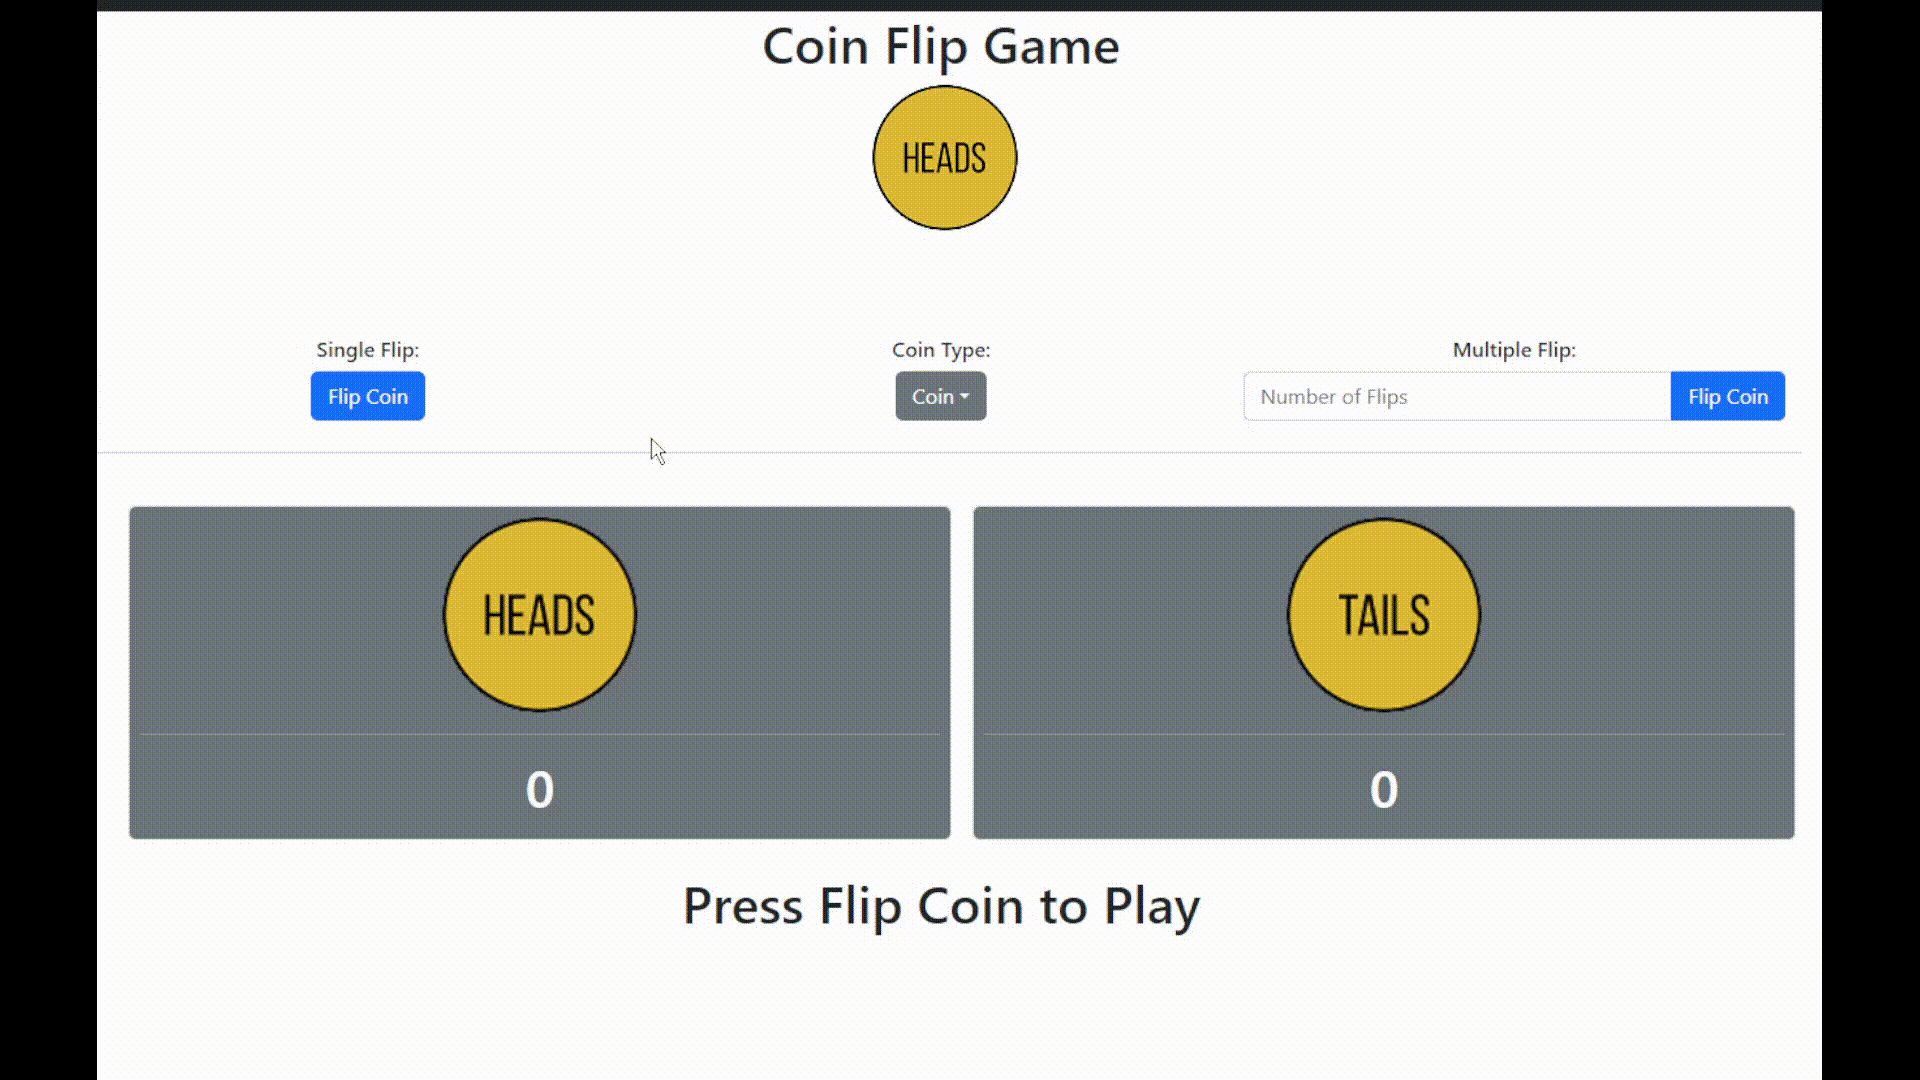 Coin Flip Game
HEADS
Single Flip:
Coin Type:
Multiple Flip:
Flip Coin
Coin
Number of Flips
Flip Coin
HEADS
TAILS
0
0
Press Flip Coin to Play